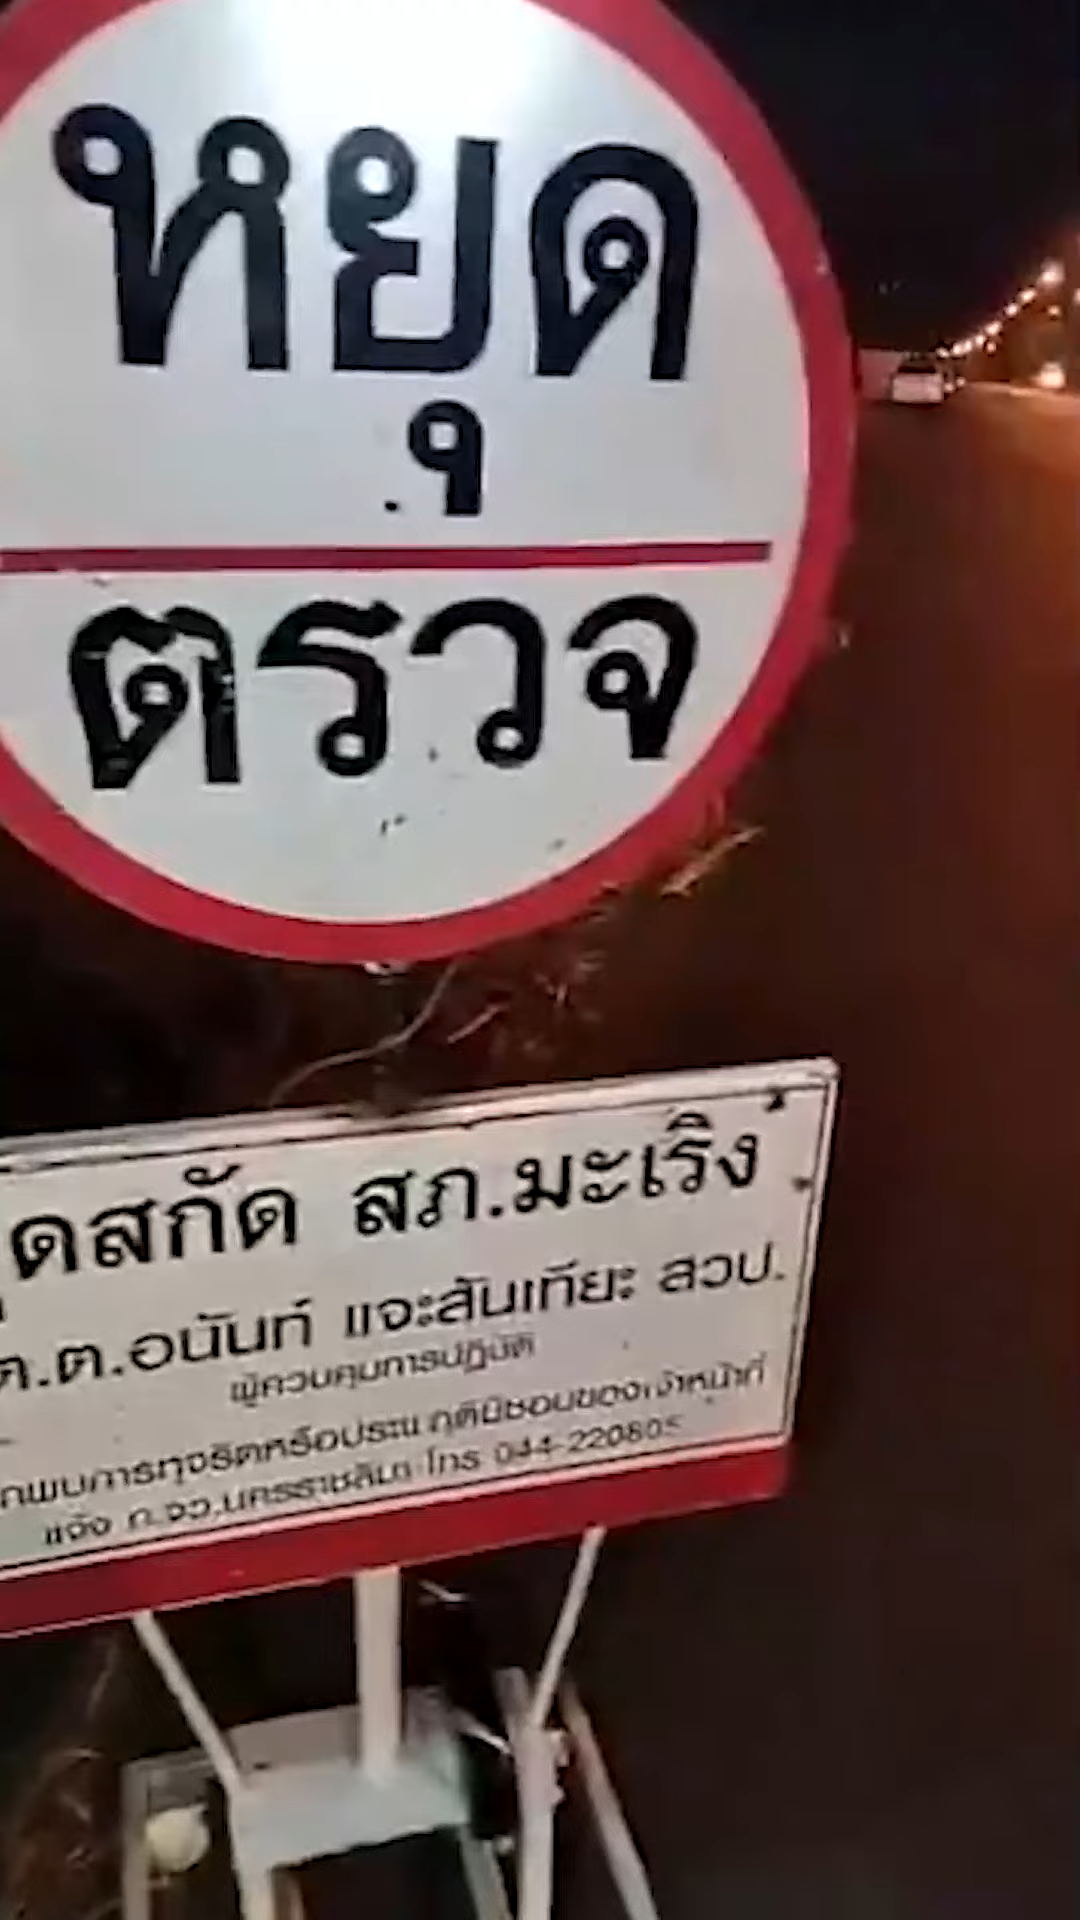 หยุด
ตรวจ
ุดสกัด สภ.มะเริง
ต.ต.อนันท์ แจะสันเทียะ สวป.
ผู้ควบคุมการปฏิบัติ
กพบการทุจริตหรือประพฤติมิชอบของเจ้าหน้าที่
แจ้ง ภ.จว.นครราชสีมา โทร 044-220805